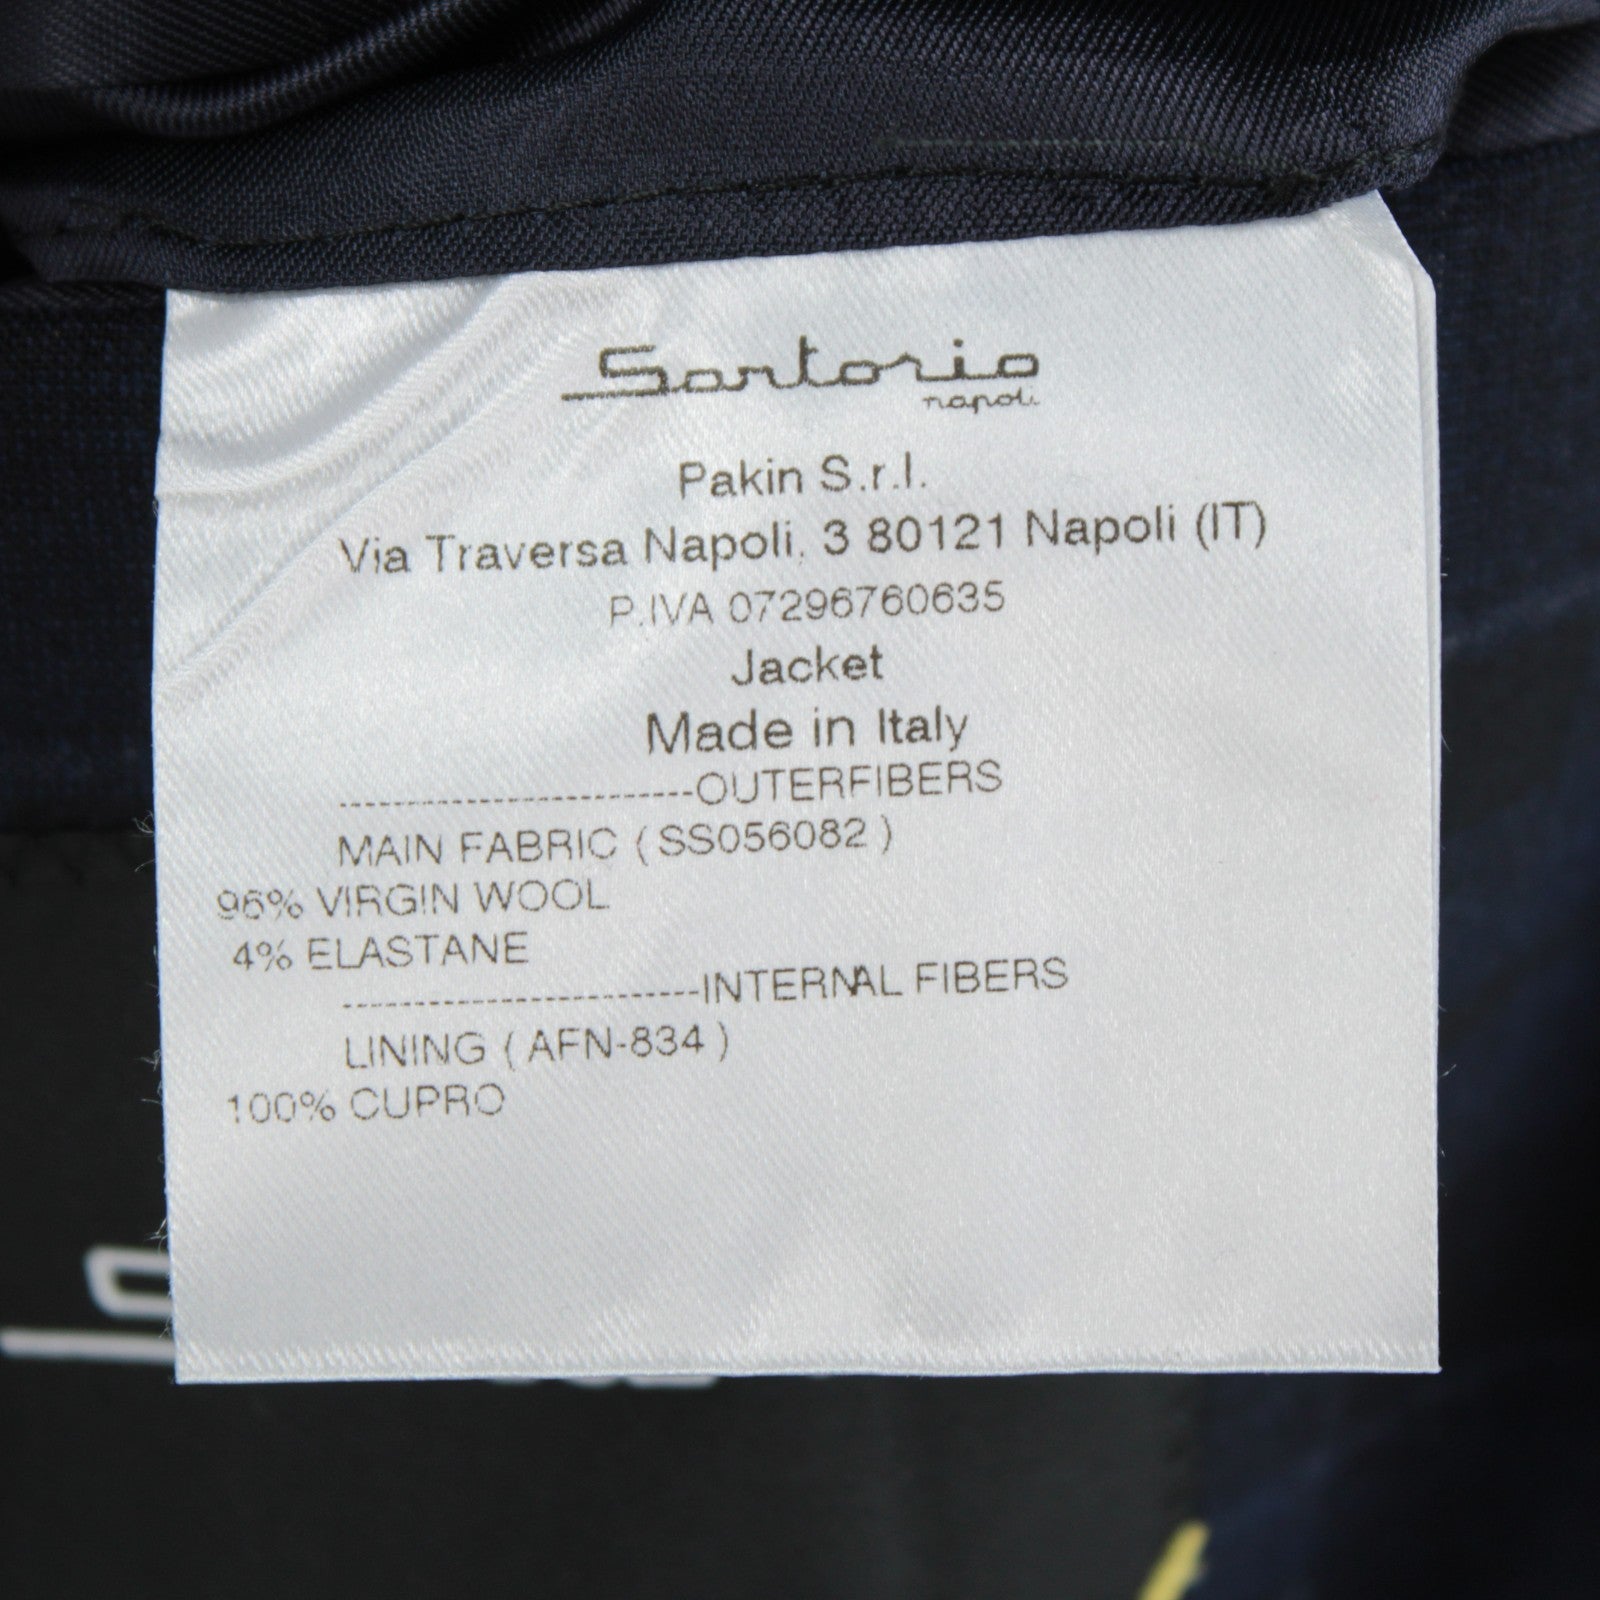 Sartorio
napoli
Pakin S.r.l.
Via Traversa Napoli, 3 80121 Napoli (IT)
P.IVA 07296760635
Jacket
Made in Italy
--------------------------OUTERFIBERS
MAIN FABRIC ( SS056082 )
96% VIRGIN WOOL
4% ELASTANE
--------------------------INTERNAL FIBERS
LINING ( AFN-834 )
100% CUPRO